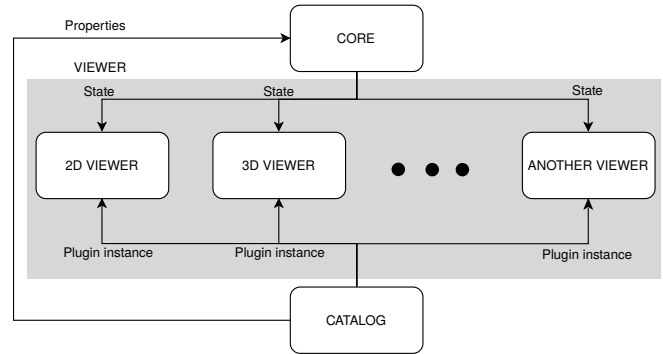 Properties
CORE
VIEWER
State
State
State
2D VIEWER
3D VIEWER
ANOTHER VIEWER
Plugin instance
Plugin instance
Plugin instance
CATALOG